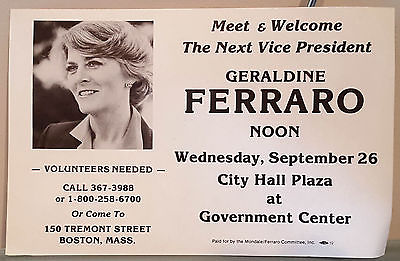 Meet & Welcome
The Next Vice President
GERALDINE
FERRARO
NOON
Wednesday, September 26
City Hall Plaza
at
Government Center
— VOLUNTEERS NEEDED —
CALL 367-3988
or 1-800-258-6700
Or Come To
150 TREMONT STREET
BOSTON, MASS.
Paid for by the Mondale/Ferraro Committee, Inc.